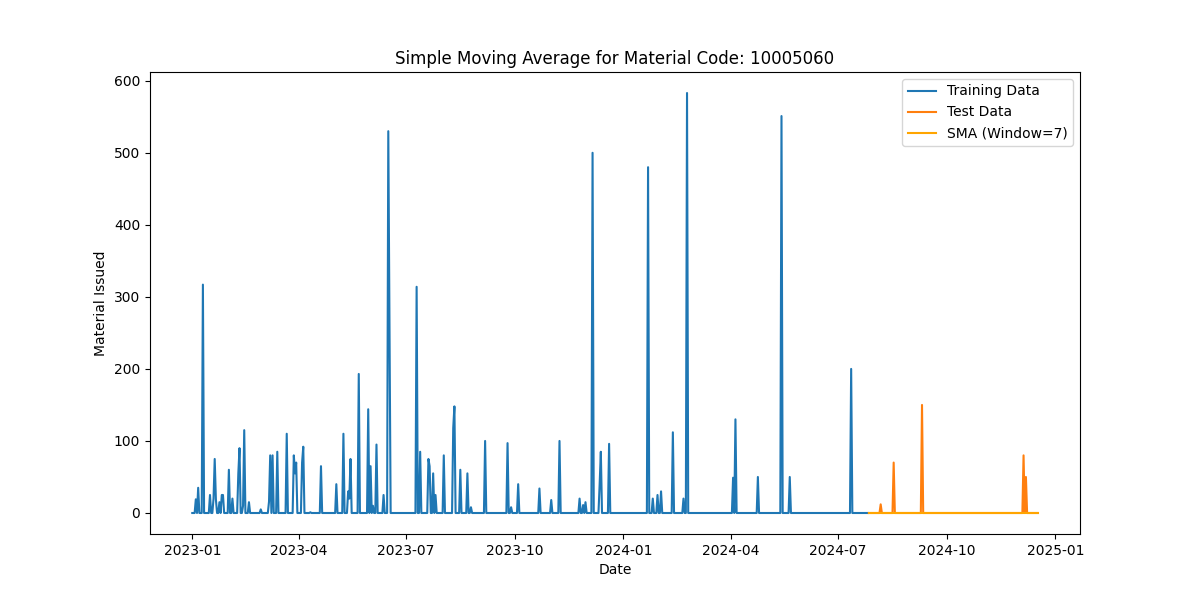 Simple Moving Average for Material Code: 10005060
600
500
400
300
200
100
0
Material Issued
Training Data
Test Data
SMA (Window=7)
2023-01 2023-04 2023-07 2023-10 2024-01 2024-04 2024-07 2024-10 2025-01
Date